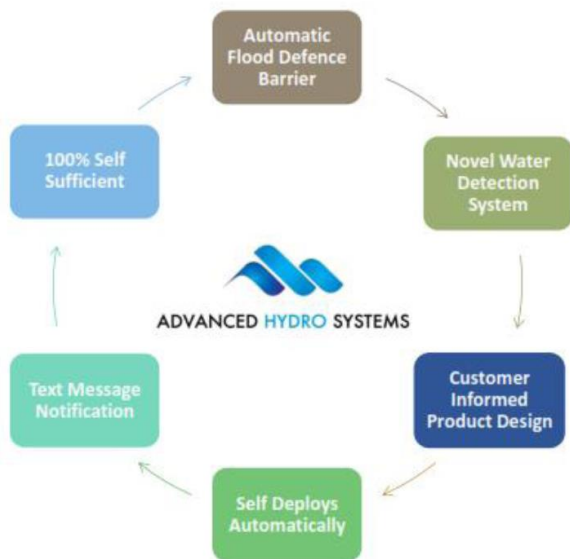 Automatic
Flood Defence
Barrier
Novel Water
Detection
System
Customer
Informed
Product Design
Self Deploys
Automatically
Text Message
Notification
100% Self
Sufficient
ADVANCED HYDRO SYSTEMS